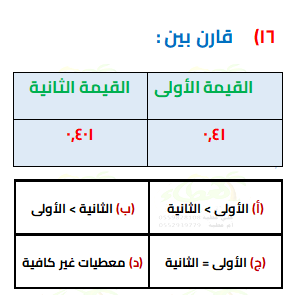 ١٦) قارن بين :
القيمة الأولى القيمة الثانية
٠,٤١ ٠,٤٠١
(أ) الأولى > الثانية (ب) الثانية > الأولى
(ج) الأولى = الثانية (د) معطيات غير كافية